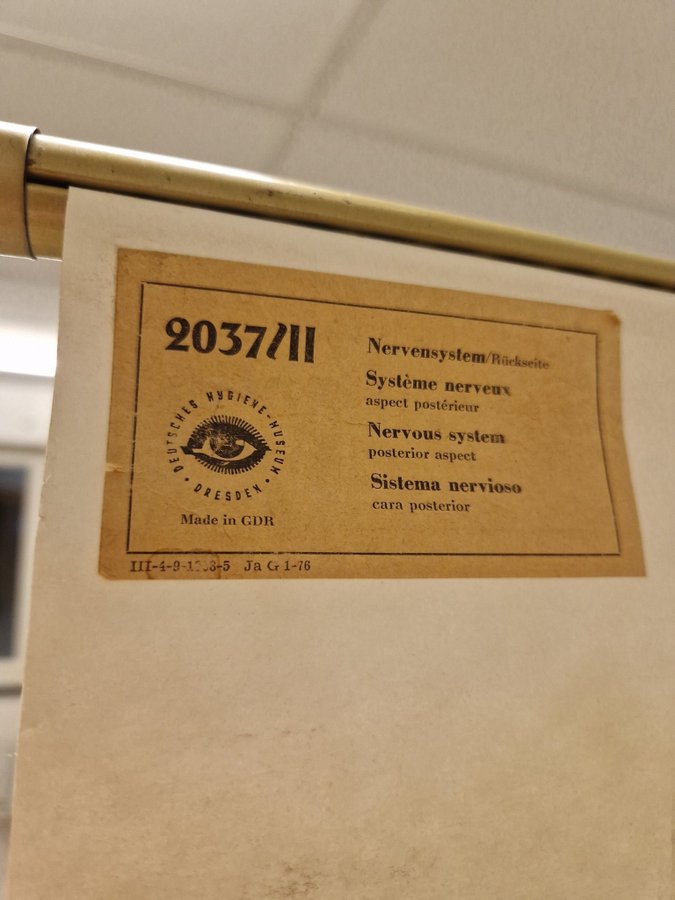 2037/II
DEUTSCHES HYGIENE-MUSEUM
DRESDEN
Made in GDR
Nervensystem/Rückseite
Système nerveux
aspect postérieur
Nervous system
posterior aspect
Sistema nervioso
cara posterior
Ja G 1-76